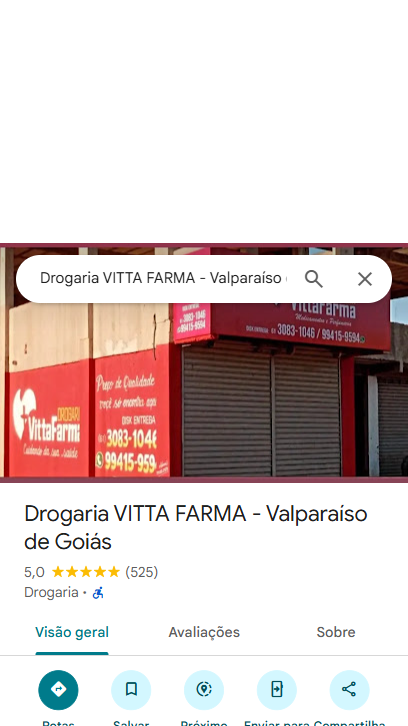 Drogaria VITTA FARMA - Valparaíso
VittaFarma
Medicamentos e Perfumaria
3083-1046
99415-9594
DISK ENTREGA 3083-1046 / 99415-9594
DROGARIA
VittaFarma
Cuidando da sua saúde
Preço de Qualidade
você só encontra aqui
DISK ENTREGA
3083-1046
99415-959
Drogaria VITTA FARMA - Valparaíso
de Goiás
5,0 (525)
Drogaria
Visão geral
Avaliações
Sobre
Rotas
Salvar
Próximo
Enviar para
Compartilhar